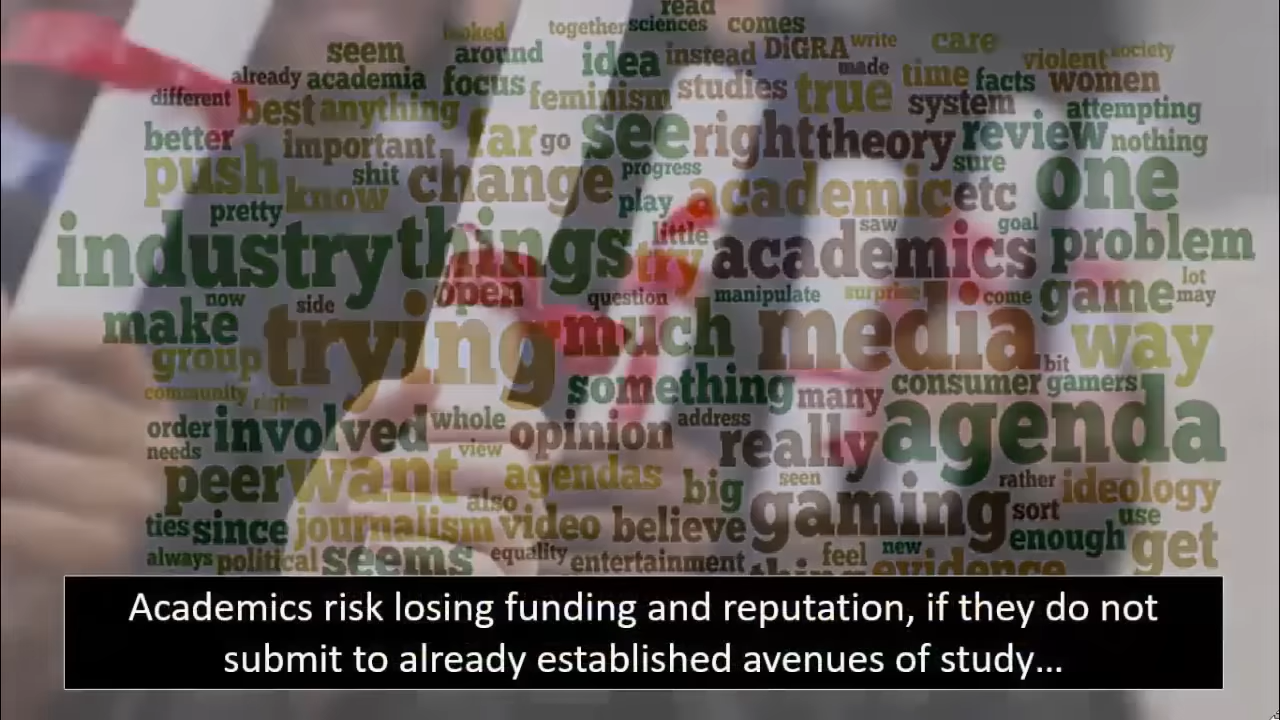 read
looked together sciences comes
seem around idea instead DiGRA write care violent society
already academia focus feminism studies made true time facts women
different best anything system attempting
better important far go see right theory review nothing
push know shit change progress play academic etc sure one
pretty industry things little try academics saw goal problem
now side open question manipulate surprise come game lot may
make trying much media way
group something many bit consumer gamers
community rights
order involved whole opinion address really agenda
needs view
peer want also agendas big seen gaming rather ideology
ties since journalism video believe sort use
always political seems equality entertainment thing feel new evidence enough get
Academics risk losing funding and reputation, if they do not
submit to already established avenues of study...